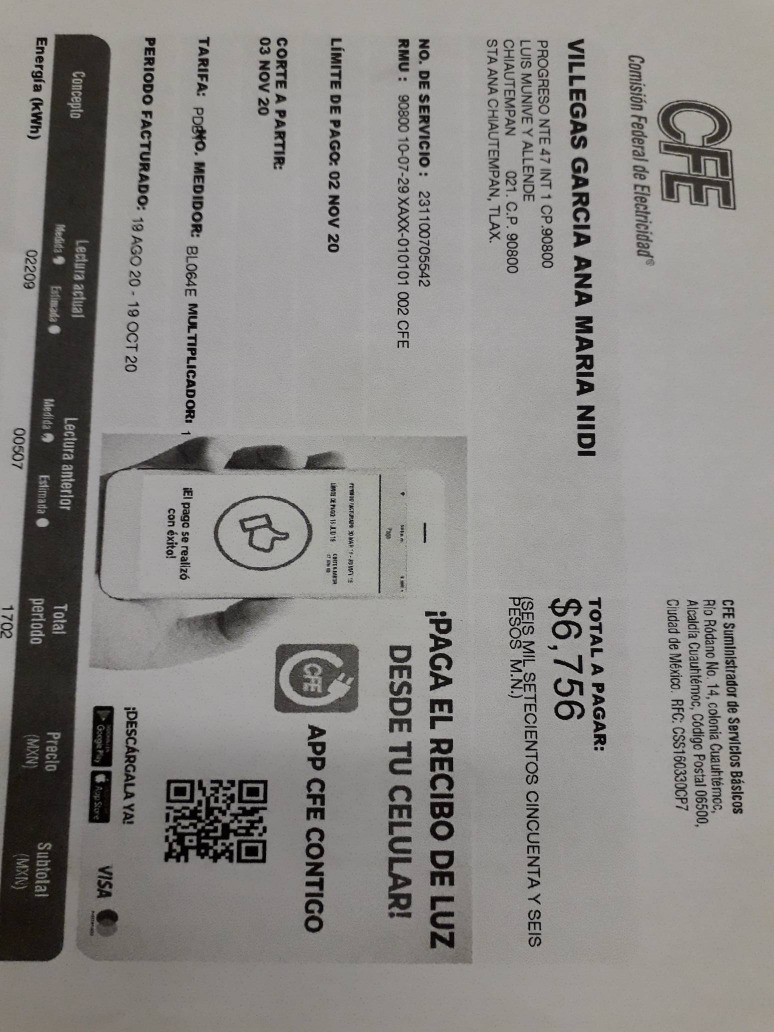 CFE
Comisión Federal de Electricidad®
CFE Suministrador de Servicios Básicos
Río Ródano No. 14, colonia Cuauhtémoc,
Alcaldía Cuauhtémoc, Código Postal 06500,
Ciudad de México. RFC: CSS160330CP7
VILLEGAS GARCIA ANA MARIA NIDI
PROGRESO NTE 47 INT 1 CP.90800
LUIS MUNIVE Y ALLENDE
CHIAUTEMPAN 021. C.P. 90800
STA ANA CHIAUTEMPAN, TLAX.
TOTAL A PAGAR:
$6,756
(SEIS MIL SETECIENTOS CINCUENTA Y SEIS
PESOS M.N.)
NO. DE SERVICIO : 231100705542
RMU : 90800 10-07-29 XAXX-010101 002 CFE
LÍMITE DE PAGO: 02 NOV 20
CORTE A PARTIR:
03 NOV 20
TARIFA: PDB NO. MEDIDOR: BL064E MULTIPLICADOR: 1
PERIODO FACTURADO: 19 AGO 20 - 19 OCT 20
¡PAGA EL RECIBO DE LUZ
DESDE TU CELULAR!
CFE
APP CFE CONTIGO
¡El pago se realizó
con éxito!
¡DESCÁRGALA YA!
Google Play
App Store
VISA
Concepto
Lectura actual
Medida Estimada
Lectura anterior
Medida Estimada
Total
período
Precio
(MXN)
Subtotal
(MXN)
Energía (kWh) 02209 00507 1702